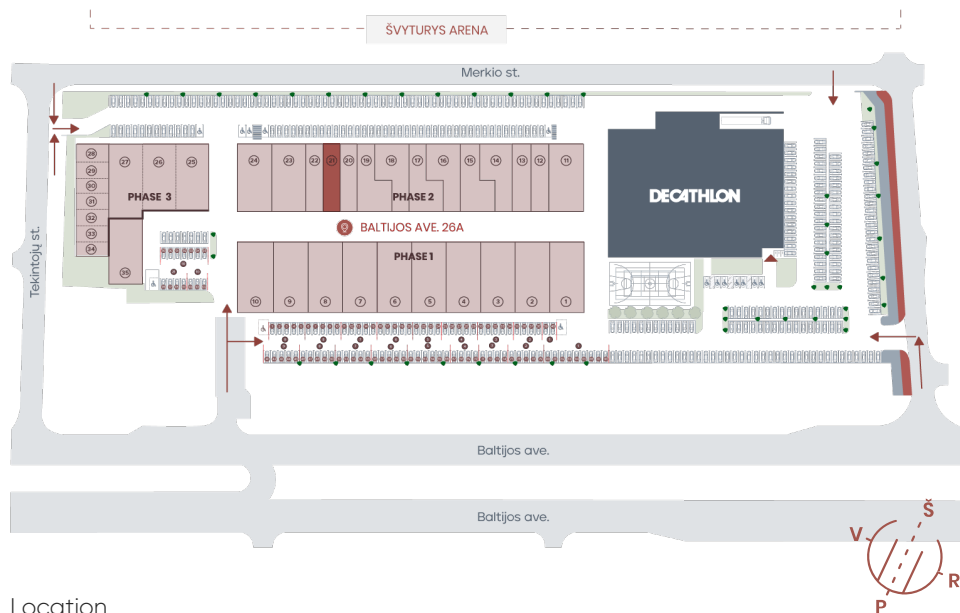 ŠVYTURYS ARENA
Merkio st.
28
29
30
31
32
33
34
27
26
25
PHASE 3
35
24
23
22
21
20
19
18
17
16
15
14
13
12
11
PHASE 2
DECATHLON
BALTIJOS AVE. 26A
PHASE 1
10
9
8
7
6
5
4
3
2
1
Tekintojų st.
Baltijos ave.
Baltijos ave.
Š
V
R
P
Location